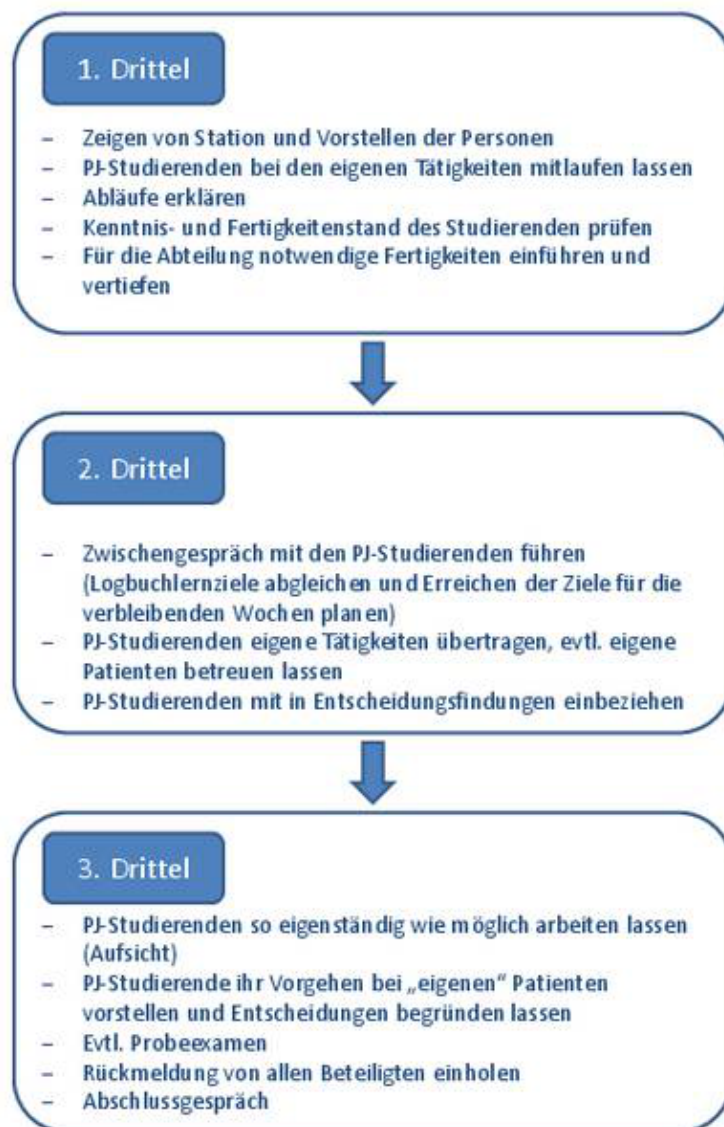 1. Drittel
– Zeigen von Station und Vorstellen der Personen
– PJ-Studierenden bei den eigenen Tätigkeiten mitlaufen lassen
– Abläufe erklären
– Kenntnis- und Fertigkeitenstand des Studierenden prüfen
– Für die Abteilung notwendige Fertigkeiten einführen und
vertiefen
2. Drittel
– Zwischengespräch mit den PJ-Studierenden führen
(Logbuchlernziele abgleichen und Erreichen der Ziele für die
verbleibenden Wochen planen)
– PJ-Studierenden eigene Tätigkeiten übertragen, evtl. eigene
Patienten betreuen lassen
– PJ-Studierenden mit in Entscheidungsfindungen einbeziehen
3. Drittel
– PJ-Studierenden so eigenständig wie möglich arbeiten lassen
(Aufsicht)
– PJ-Studierende ihr Vorgehen bei „eigenen“ Patienten
vorstellen und Entscheidungen begründen lassen
– Evtl. Probeexamen
– Rückmeldung von allen Beteiligten einholen
– Abschlussgespräch